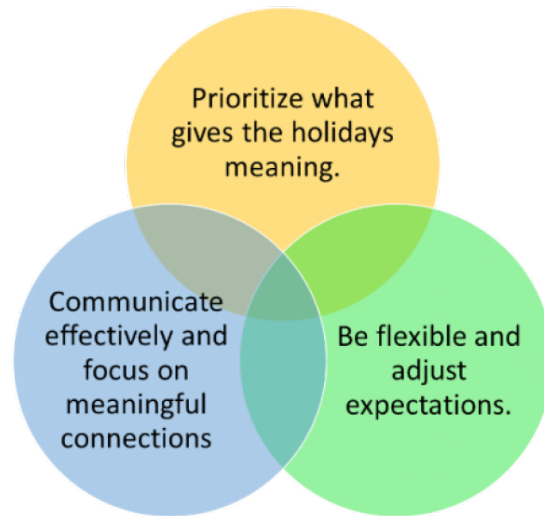 Prioritize what
gives the holidays
meaning.
Communicate
effectively and
focus on
meaningful
connections
Be flexible and
adjust
expectations.